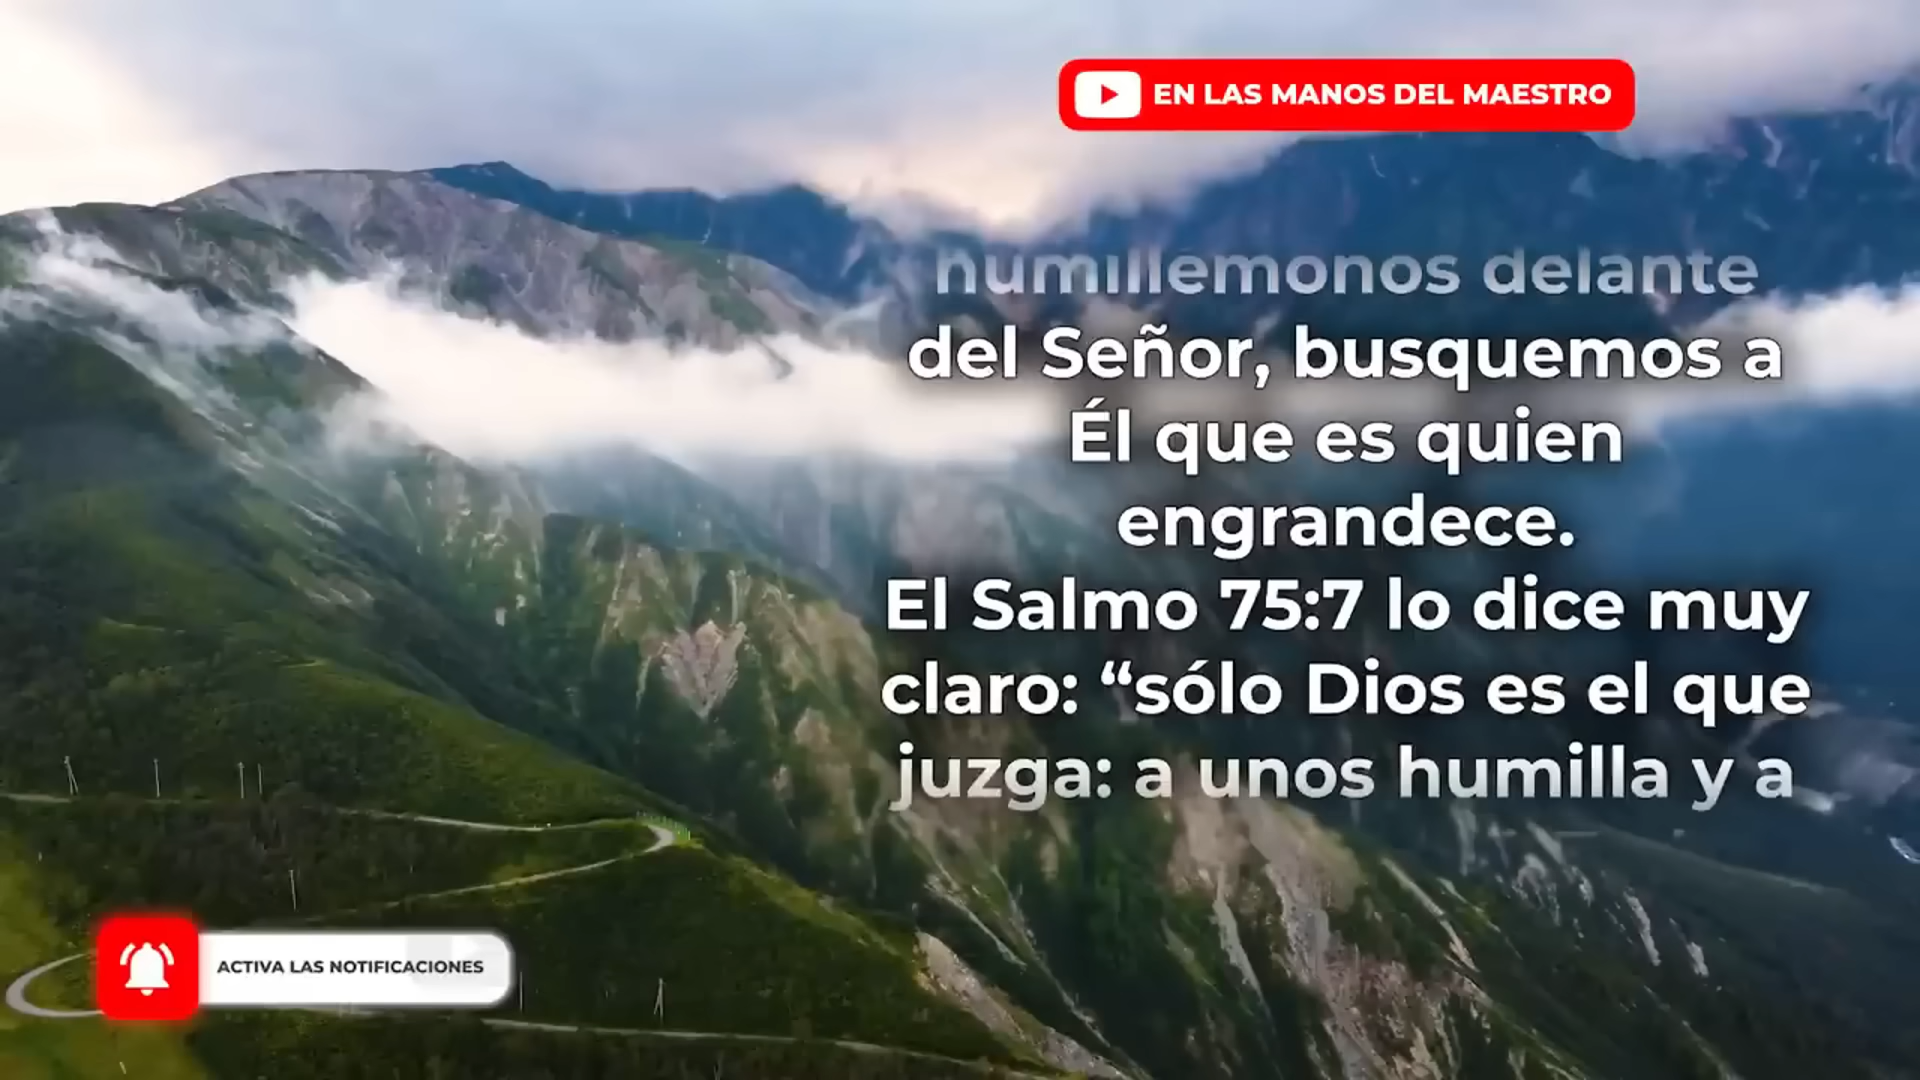 EN LAS MANOS DEL MAESTRO
humillemonos delante
del Señor, busquemos a
Él que es quien
engrandece.
El Salmo 75:7 lo dice muy
claro: “sólo Dios es el que
juzga: a unos humilla y a
ACTIVA LAS NOTIFICACIONES